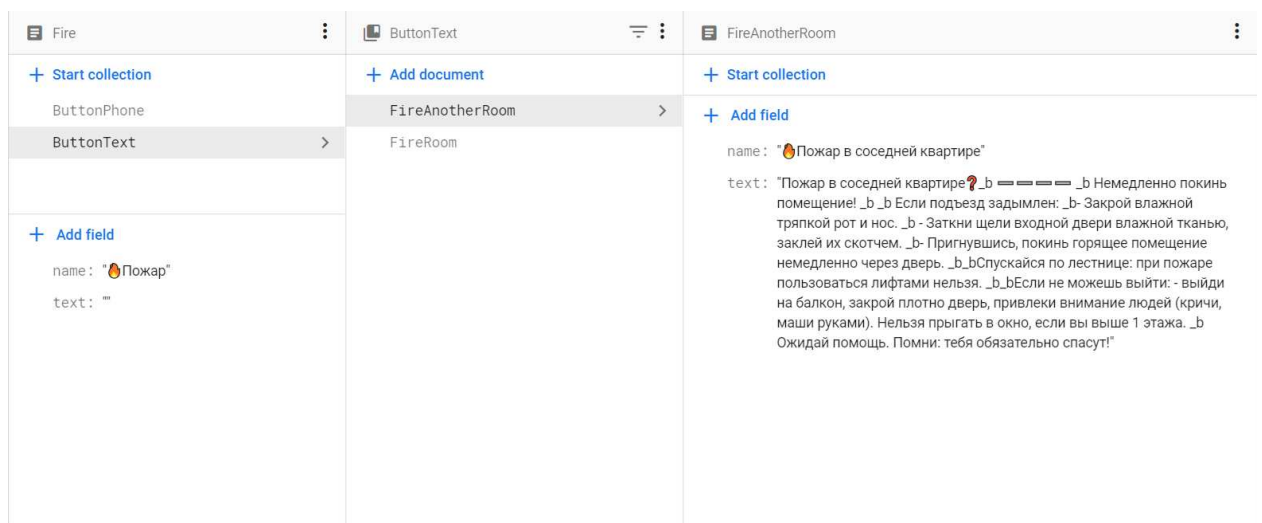 Fire
Start collection
ButtonPhone
ButtonText
Add field
name: "🔥Пожар"
text: ""
ButtonText
Add document
FireAnotherRoom
FireRoom
FireAnotherRoom
Start collection
Add field
name: "🔥Пожар в соседней квартире"
text: "Пожар в соседней квартире❓_b ➖➖➖➖ _b Немедленно покинь
помещение! _b _b Если подъезд задымлен: _b- Закрой влажной
тряпкой рот и нос. _b - Заткни щели входной двери влажной тканью,
заклей их скотчем. _b- Пригнувшись, покинь горящее помещение
немедленно через дверь. _b_bСпускайся по лестнице: при пожаре
пользоваться лифтами нельзя. _b_bЕсли не можешь выйти: - выйди
на балкон, закрой плотно дверь, привлеки внимание людей (кричи,
маши руками). Нельзя прыгать в окно, если вы выше 1 этажа. _b
Ожидай помощь. Помни: тебя обязательно спасут!"